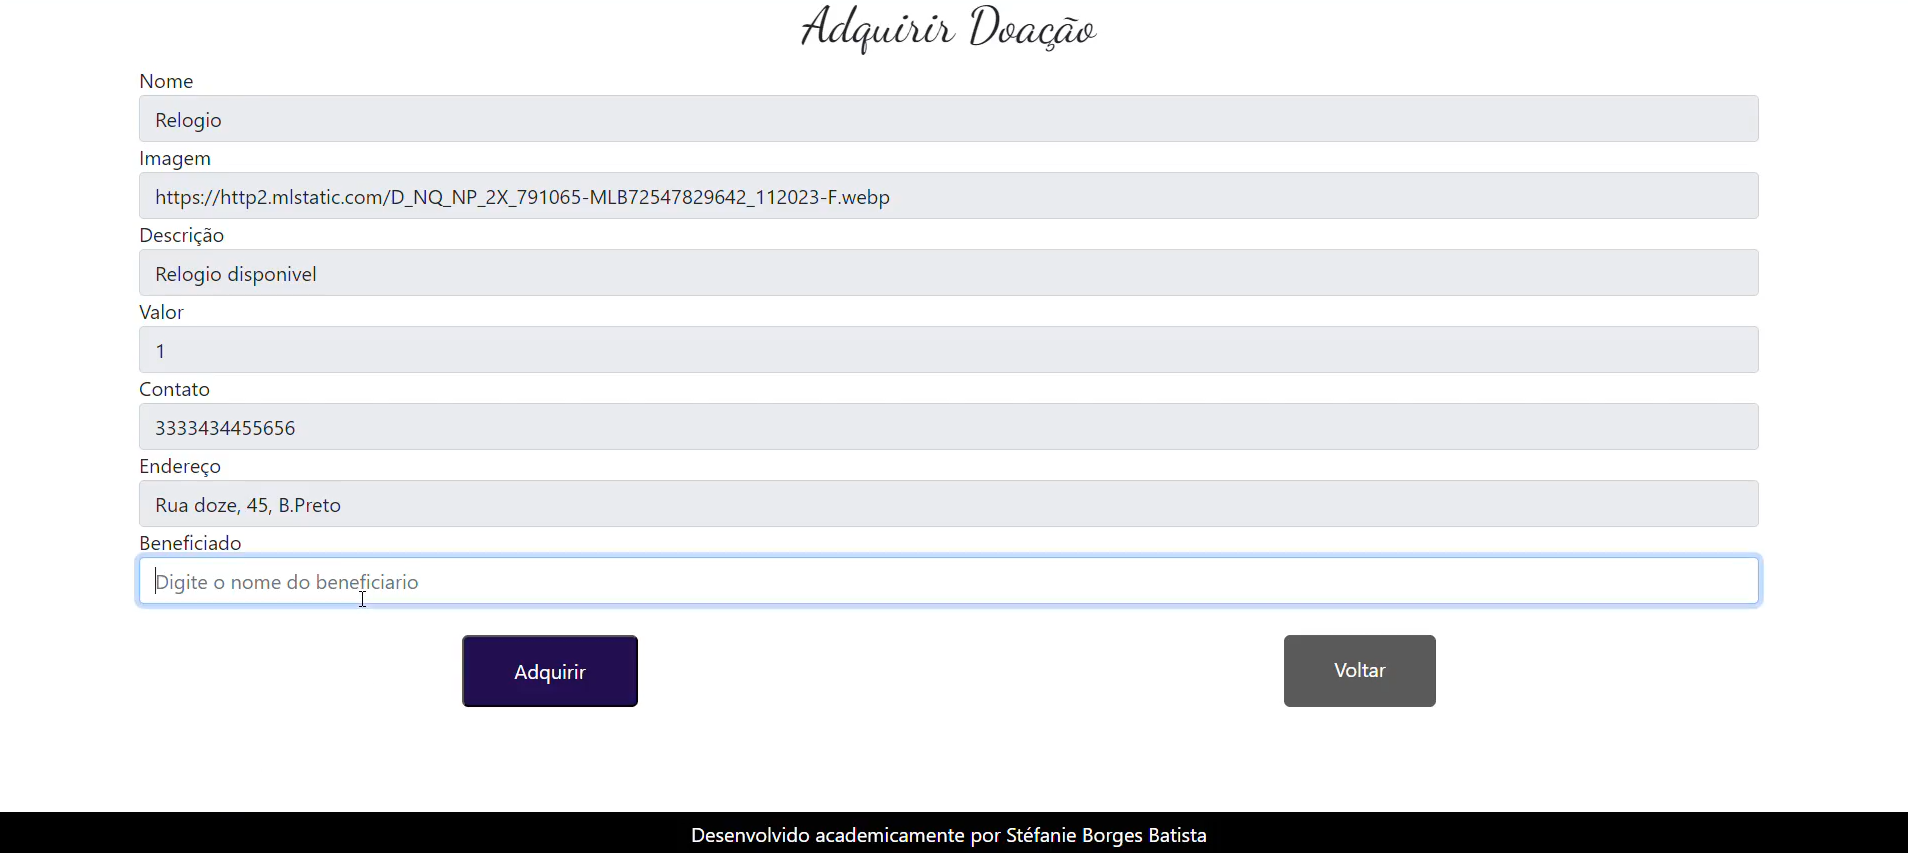 Adquirir Doação
Nome
Relogio
Imagem
https://http2.mlstatic.com/D_NQ_NP_2X_791065-MLB72547829642_112023-F.webp
Descrição
Relogio disponivel
Valor
1
Contato
3333434455656
Endereço
Rua doze, 45, B.Preto
Beneficiado
Digite o nome do beneficiario
Adquirir
Voltar
Desenvolvido academicamente por Stéfanie Borges Batista